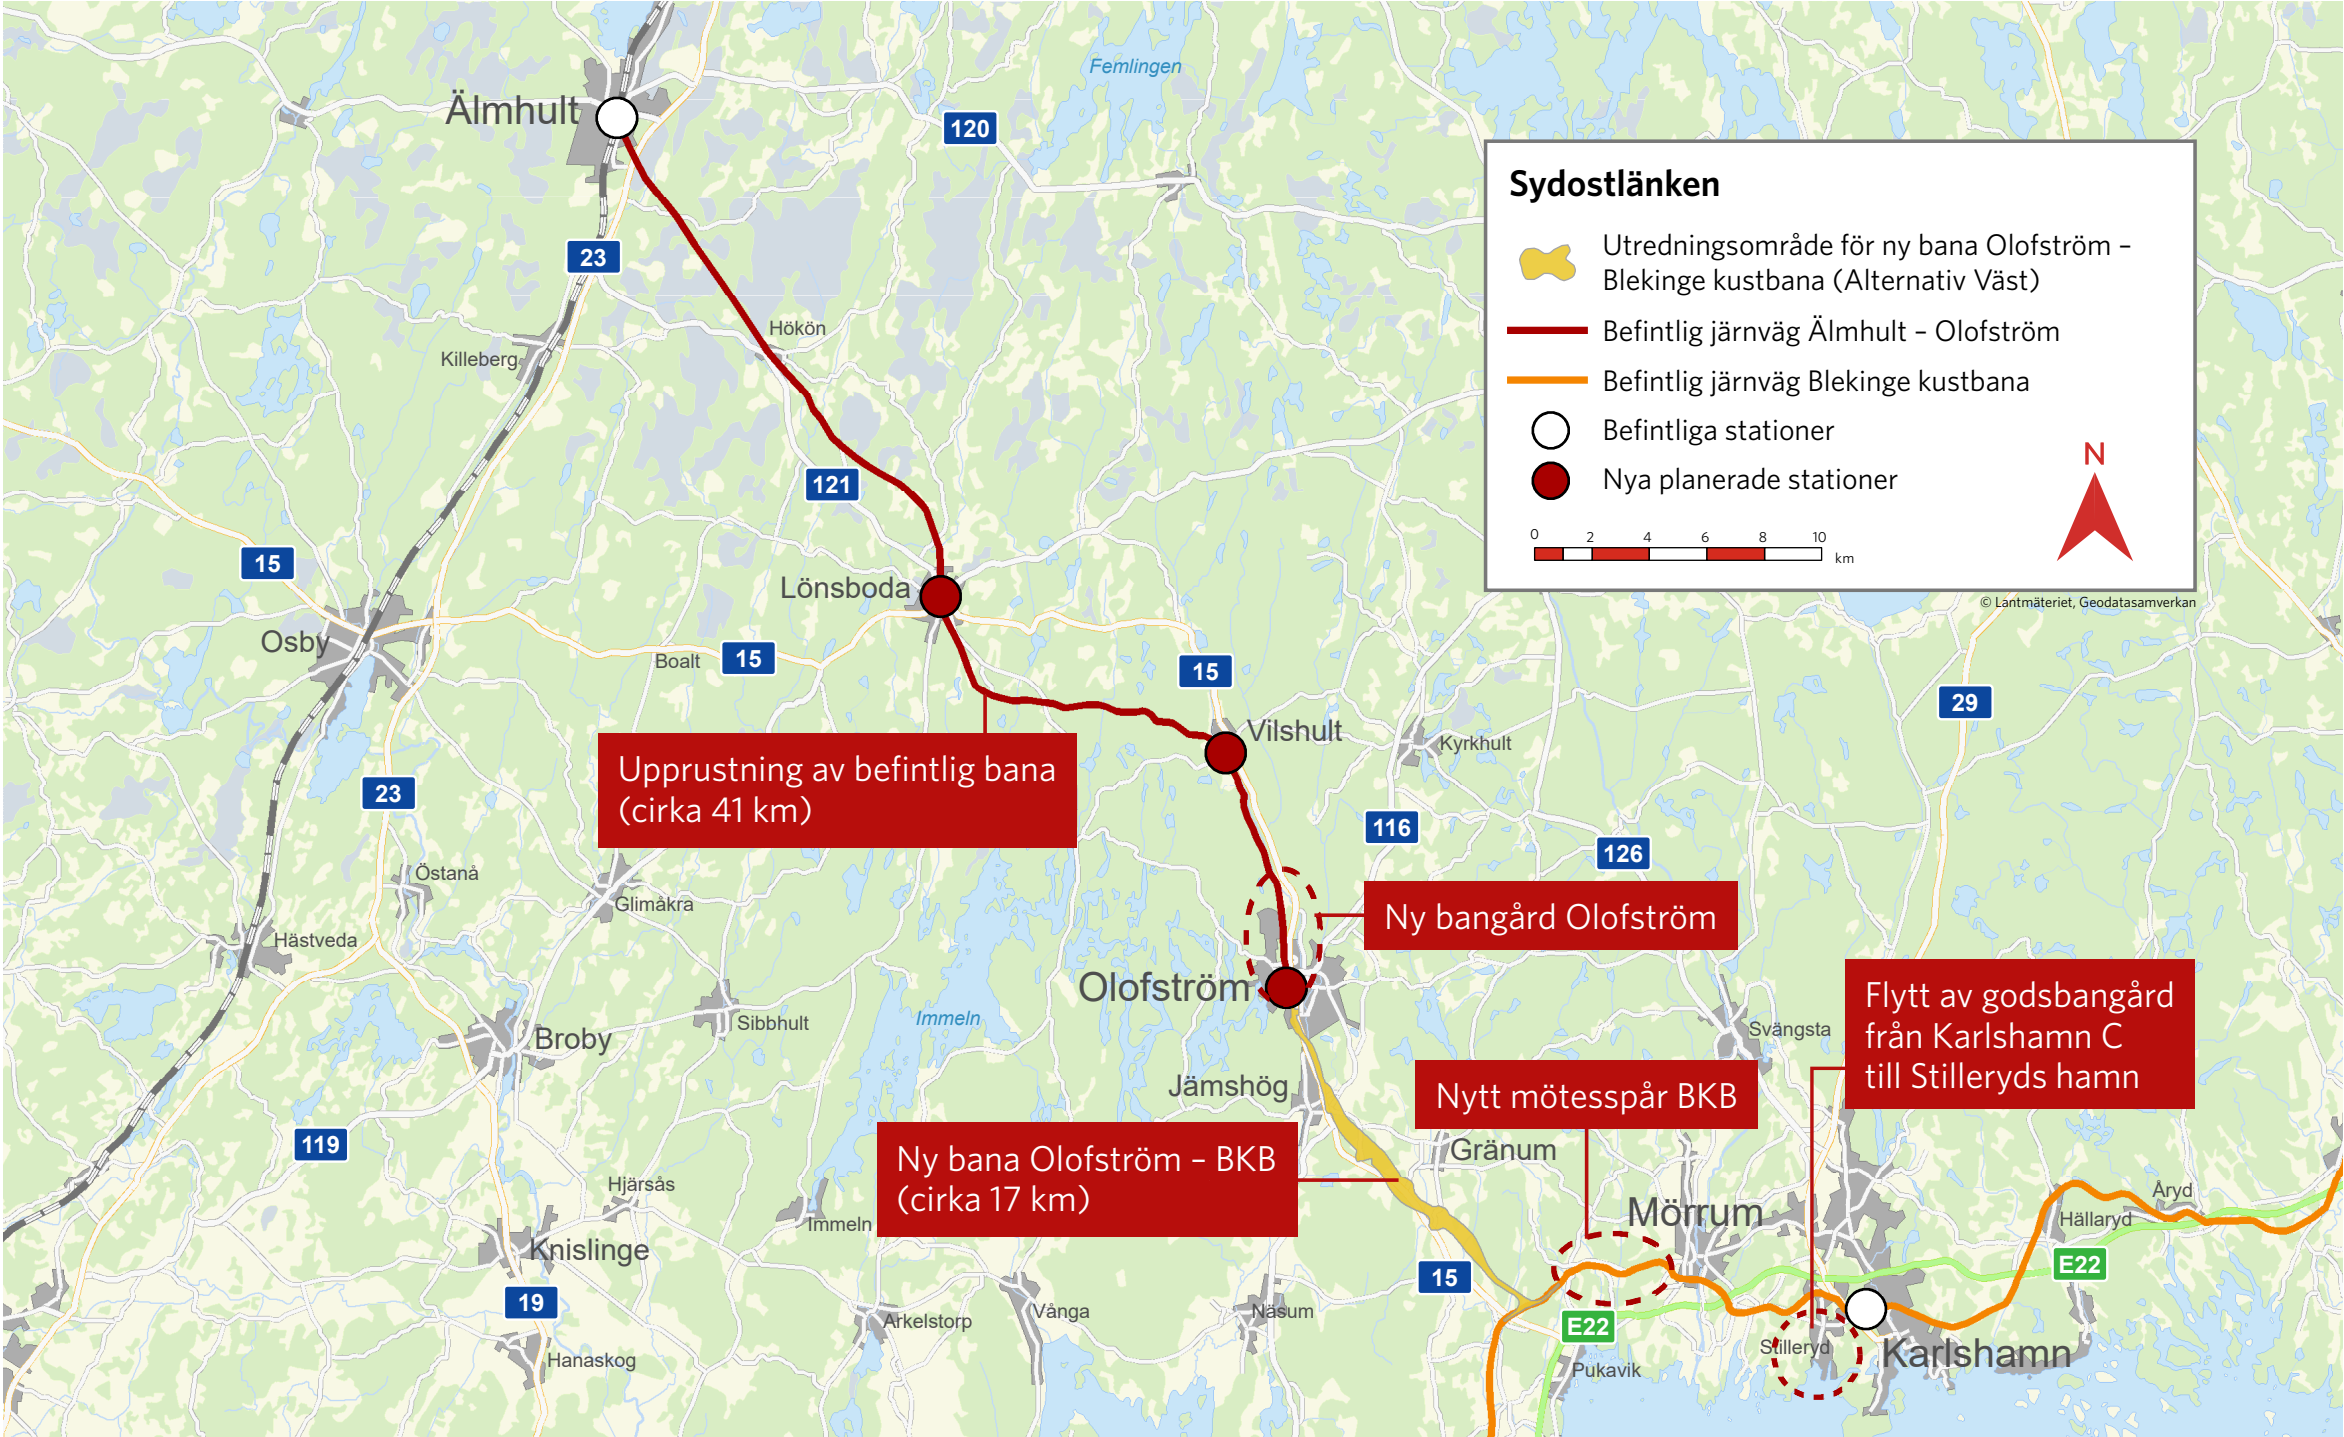 Femlingen
Älmhult
120
Sydostlänken
Utredningsområde för ny bana Olofström –
Blekinge kustbana (Alternativ Väst)
Befintlig järnväg Älmhult – Olofström
Befintlig järnväg Blekinge kustbana
Befintliga stationer
Nya planerade stationer
N
0 2 4 6 8 10
km
© Lantmäteriet, Geodatasamverkan
23
Hökön
Killeberg
121
15
Lönsboda
Osby
Boalt
15
15
29
Vilshult
Kyrkhult
Upprustning av befintlig bana
(cirka 41 km)
23
116
126
Östanå
Glimåkra
Ny bangård Olofström
Hästveda
Olofström
Flytt av godsbangård
från Karlshamn C
till Stilleryds hamn
Immeln
Sibbhult
Broby
Svängsta
Jämshög
Nytt mötesspår BKB
119
Gränum
Ny bana Olofström – BKB
(cirka 17 km)
Hjärsås
Immeln
Mörrum
Åryd
Hällaryd
Knislinge
E22
15
19
Arkelstorp
Vånga
Näsum
E22
Stilleryd
Karlshamn
Hanaskog
Pukavik